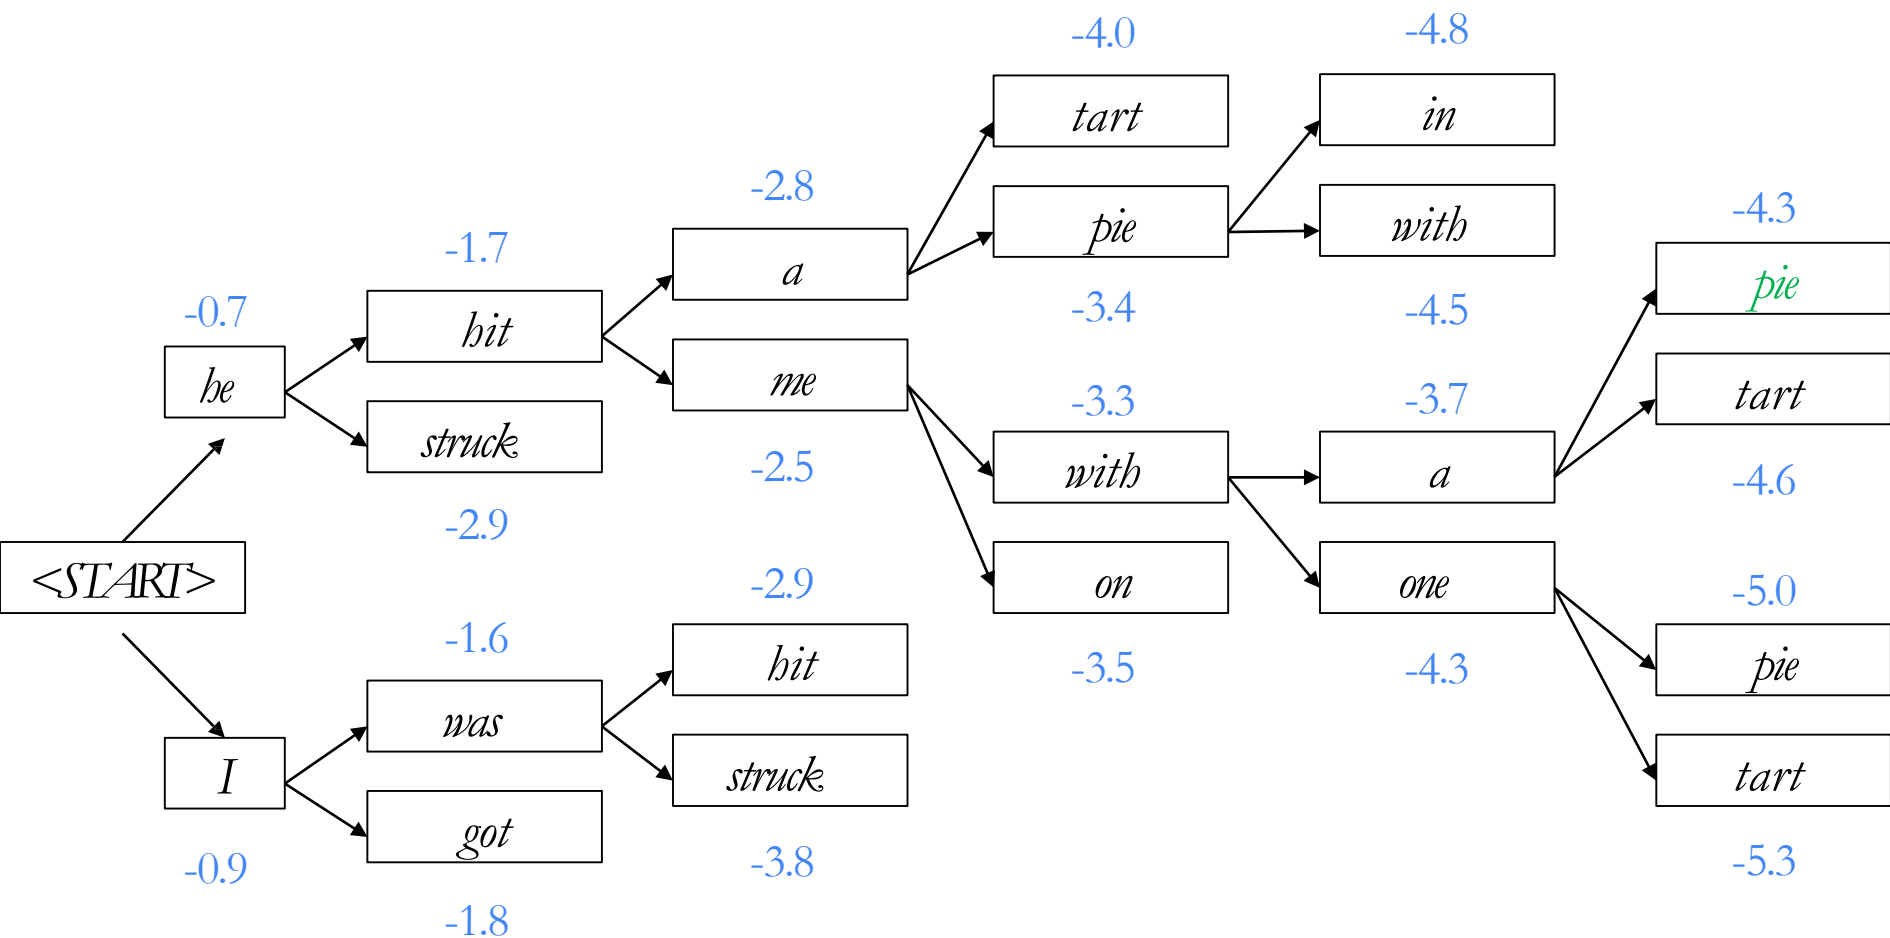 -4.0
-4.8
tart
in
-2.8
pie
with
-4.3
-1.7
a
-3.4
-4.5
pie
-0.7
hit
me
-3.3
-3.7
tart
he
struck
-2.5
with
a
-4.6
-2.9
<START>
-2.9
on
one
-5.0
-1.6
hit
-3.5
-4.3
pie
I
was
struck
tart
-0.9
got
-3.8
-5.3
-1.8